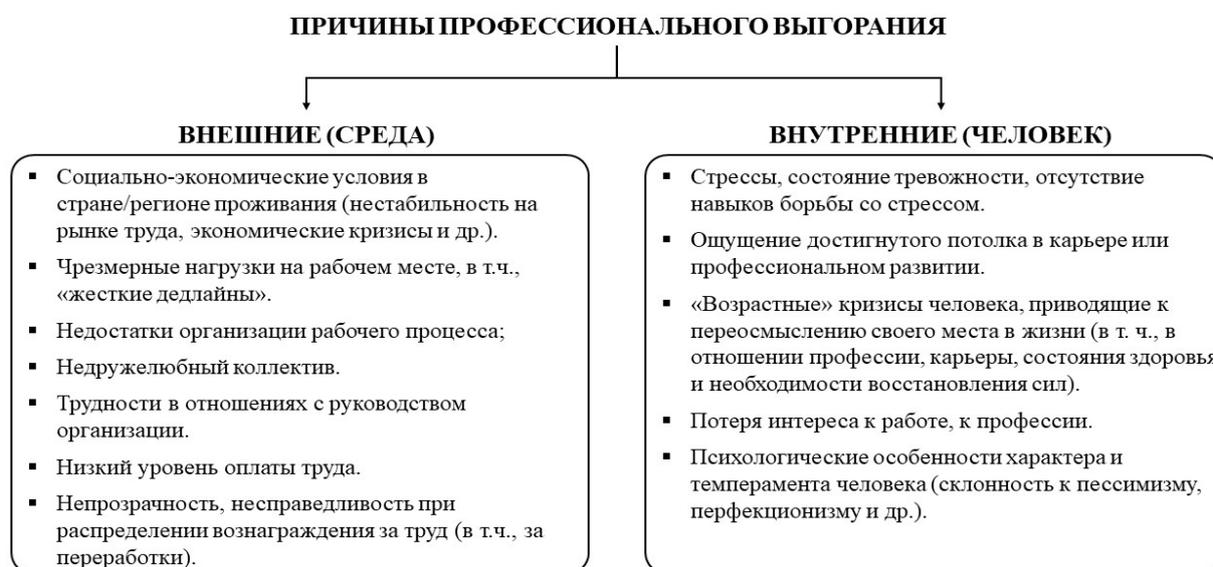 ПРИЧИНЫ ПРОФЕССИОНАЛЬНОГО ВЫГОРАНИЯ
ВНЕШНИЕ (СРЕДА)
▪ Социально-экономические условия в
стране/регионе проживания (нестабильность на
рынке труда, экономические кризисы и др.).
▪ Чрезмерные нагрузки на рабочем месте, в т.ч.,
«жесткие дедлайны».
▪ Недостатки организации рабочего процесса;
▪ Недружелюбный коллектив.
▪ Трудности в отношениях с руководством
организации.
▪ Низкий уровень оплаты труда.
▪ Непрозрачность, несправедливость при
распределении вознаграждения за труд (в т.ч., за
переработки).
ВНУТРЕННИЕ (ЧЕЛОВЕК)
▪ Стрессы, состояние тревожности, отсутствие
навыков борьбы со стрессом.
▪ Ощущение достигнутого потолка в карьере или
профессиональном развитии.
▪ «Возрастные» кризисы человека, приводящие к
переосмыслению своего места в жизни (в т. ч., в
отношении профессии, карьеры, состояния здоровья
и необходимости восстановления сил).
▪ Потеря интереса к работе, к профессии.
▪ Психологические особенности характера и
темперамента человека (склонность к пессимизму,
перфекционизму и др.).